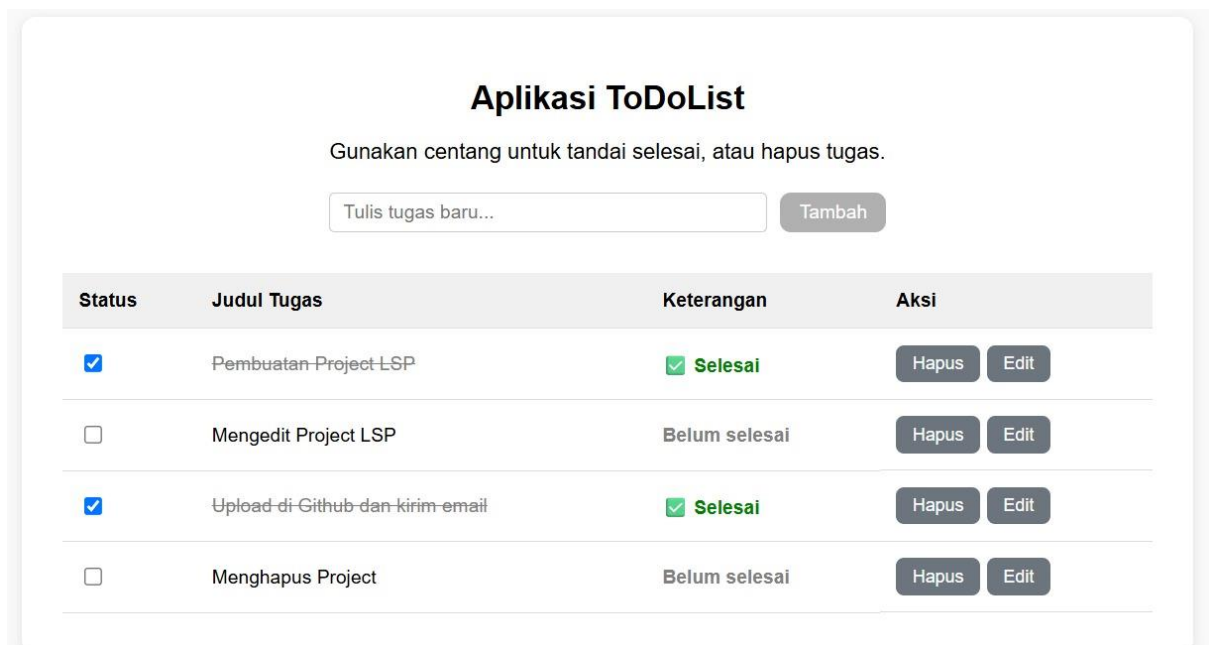 Aplikasi ToDoList
Gunakan centang untuk tandai selesai, atau hapus tugas.
Tulis tugas baru... Tambah
Status Judul Tugas Keterangan Aksi
Pembuatan Project LSP ✅ Selesai Hapus Edit
Mengedit Project LSP Belum selesai Hapus Edit
Upload di Github dan kirim email ✅ Selesai Hapus Edit
Menghapus Project Belum selesai Hapus Edit